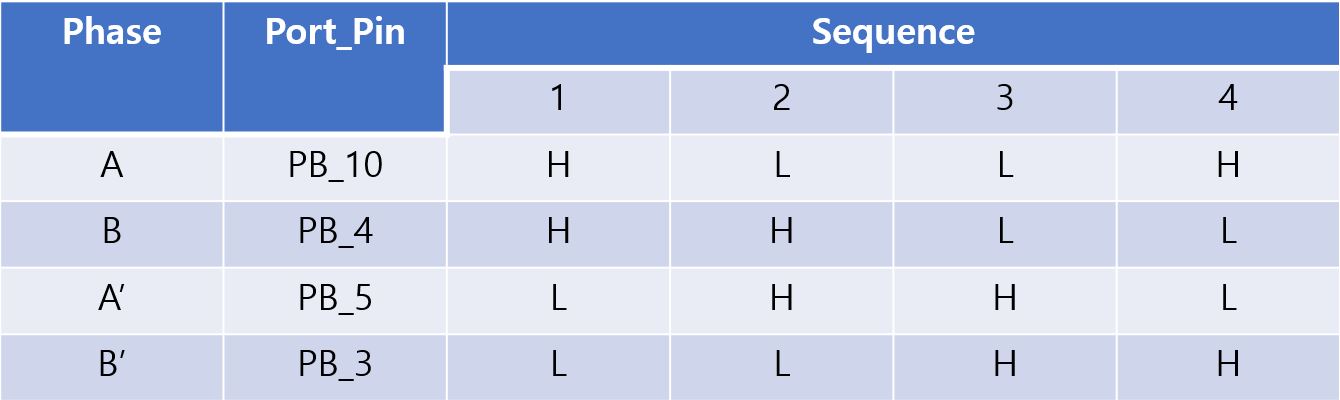 Phase Port_Pin Sequence
1 2 3 4
A PB_10 H L L H
B PB_4 H H L L
A’ PB_5 L H H L
B’ PB_3 L L H H